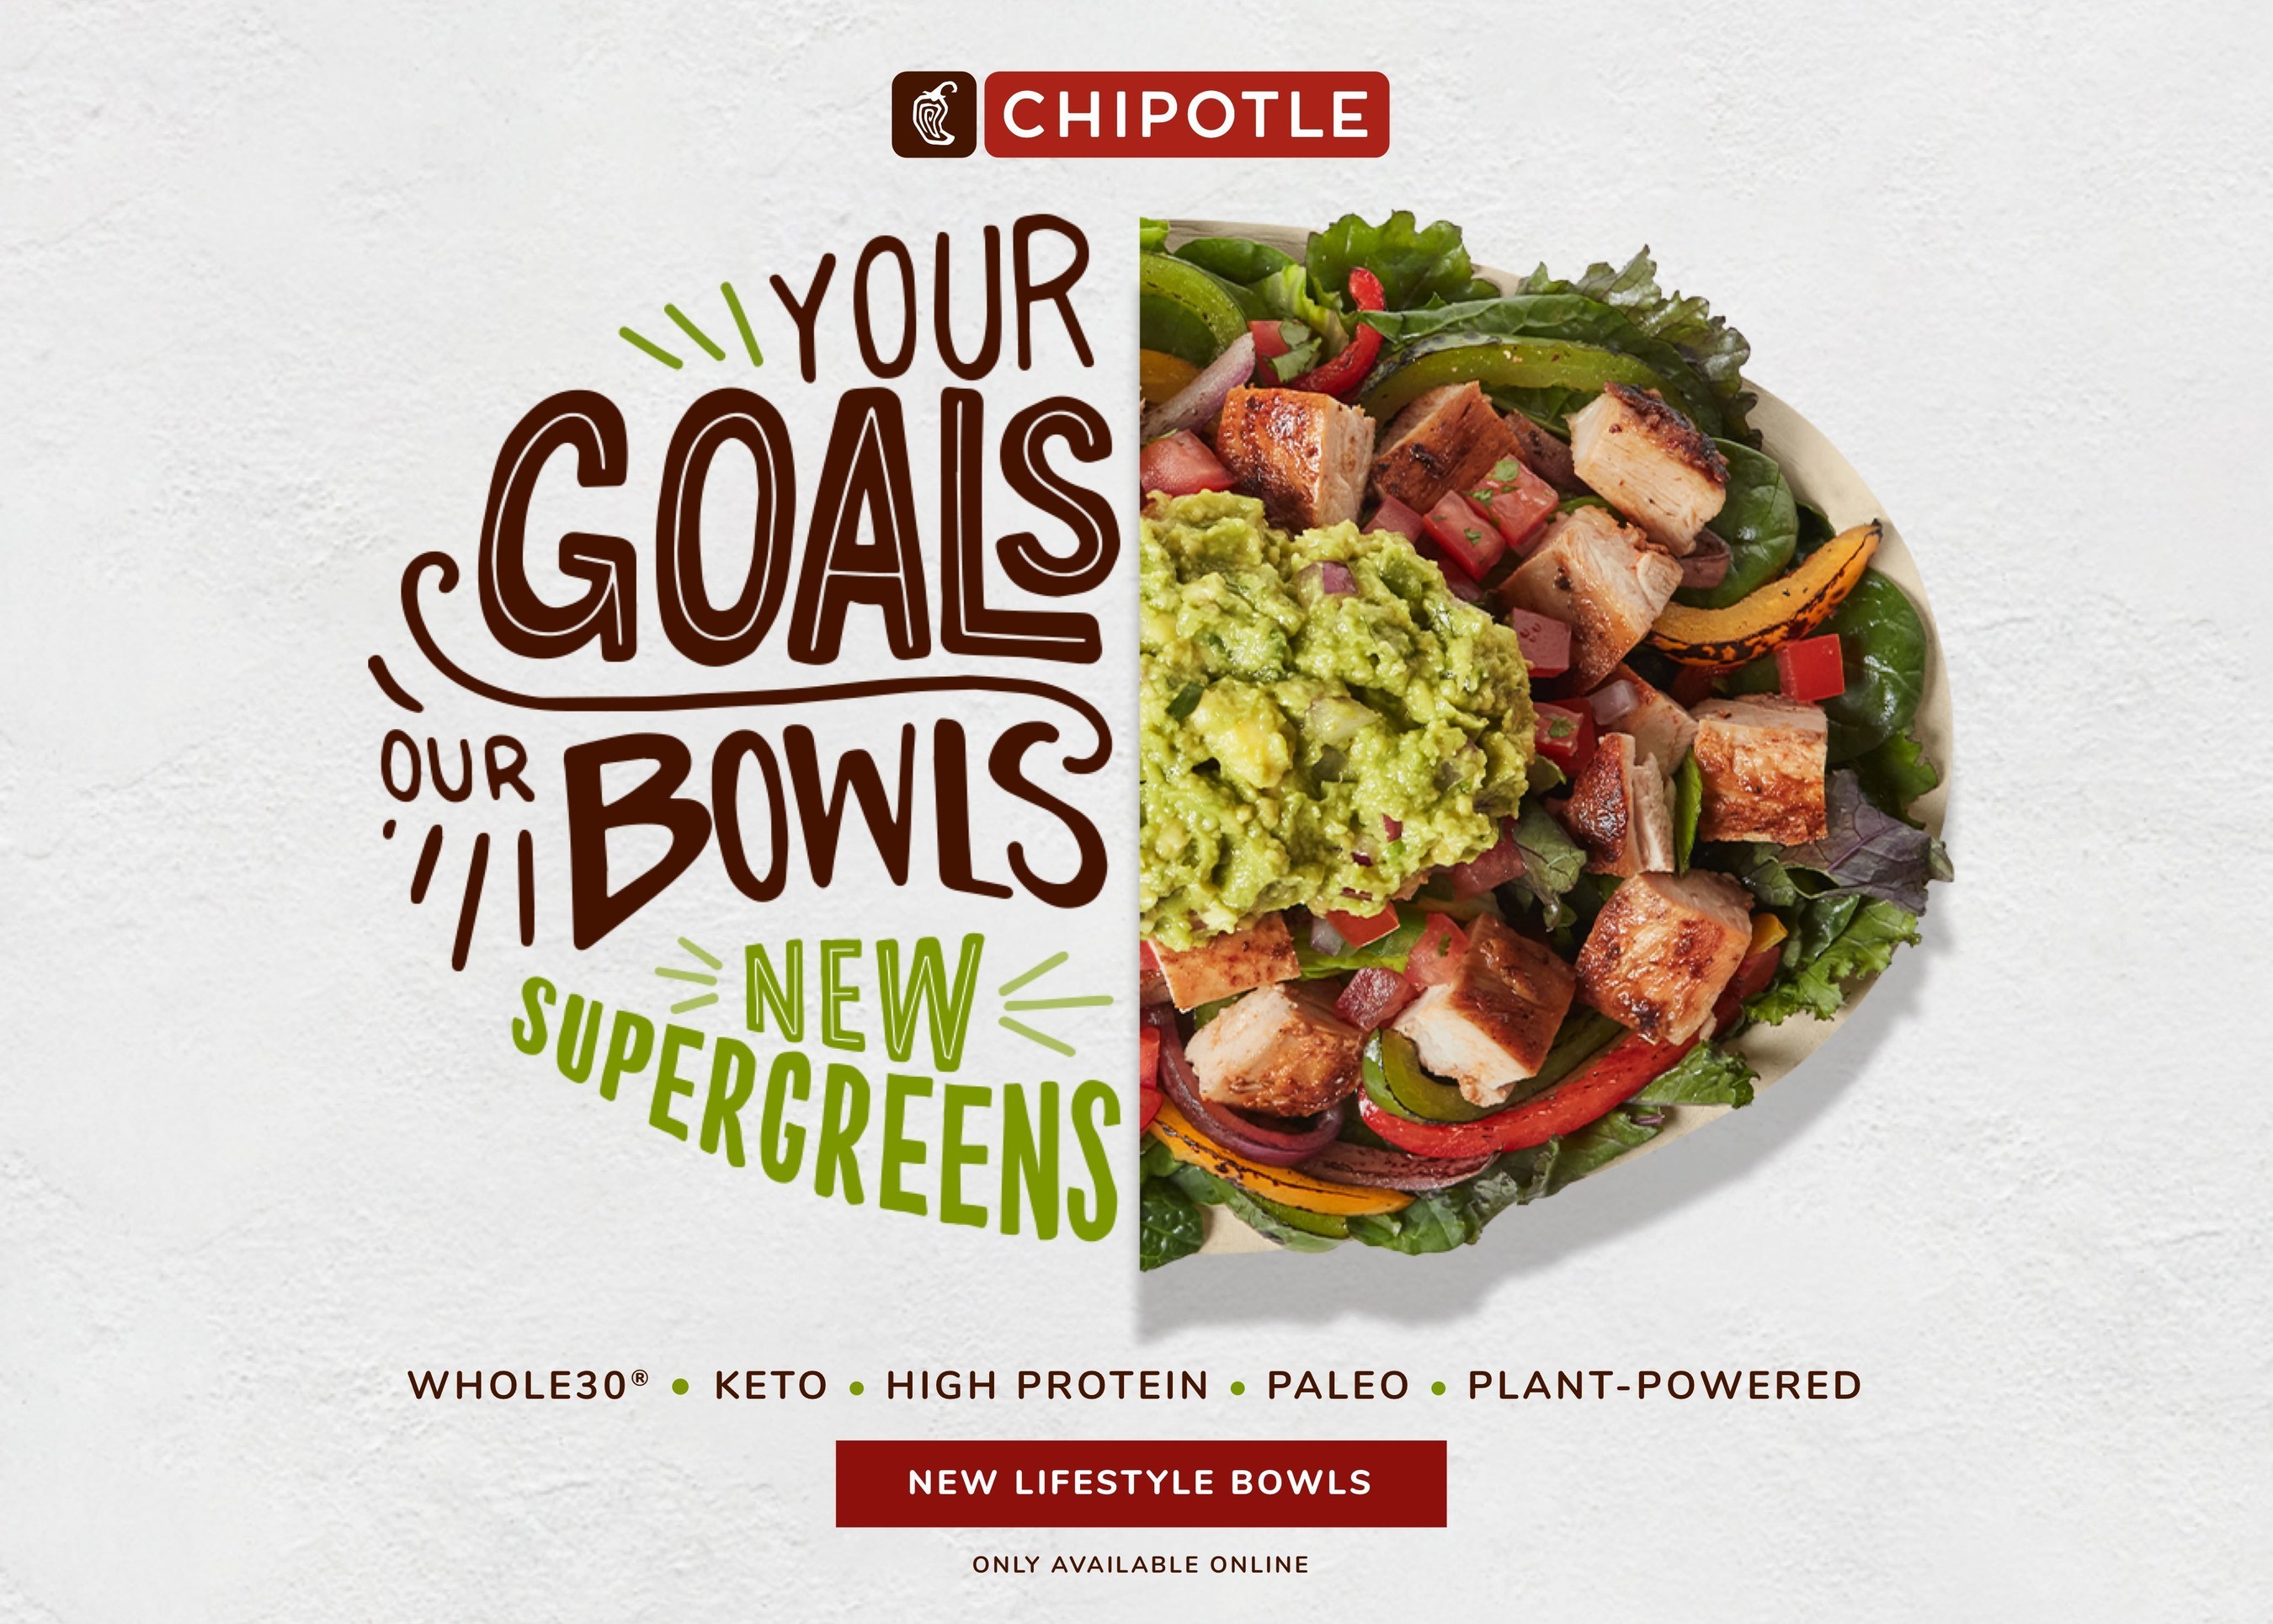 CHIPOTLE
YOUR
GOALS
OUR BOWLS
NEW
SUPERGREENS
WHOLE30® • KETO • HIGH PROTEIN • PALEO • PLANT-POWERED
NEW LIFESTYLE BOWLS
ONLY AVAILABLE ONLINE